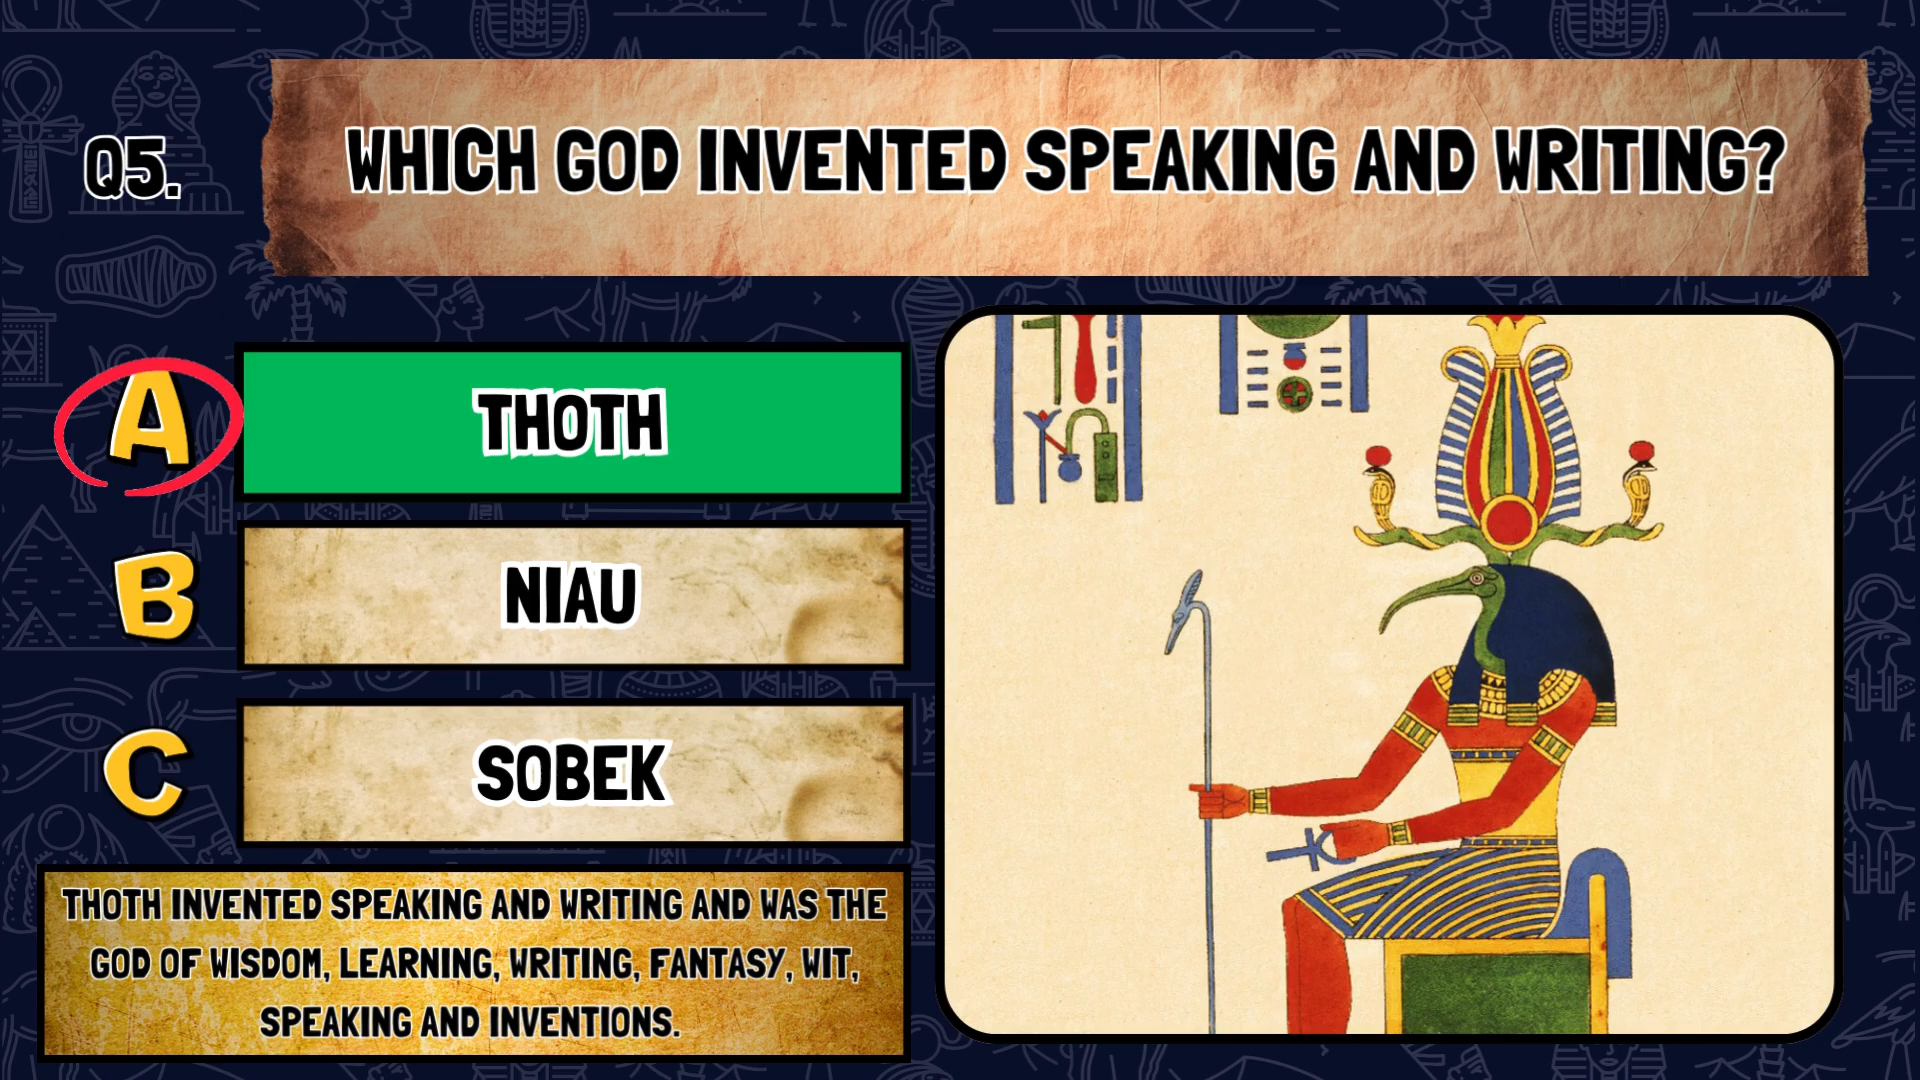 Q5.
WHICH GOD INVENTED SPEAKING AND WRITING?
A
THOTH
B
NIAU
C
SOBEK
THOTH INVENTED SPEAKING AND WRITING AND WAS THE
GOD OF WISDOM, LEARNING, WRITING, FANTASY, WIT,
SPEAKING AND INVENTIONS.